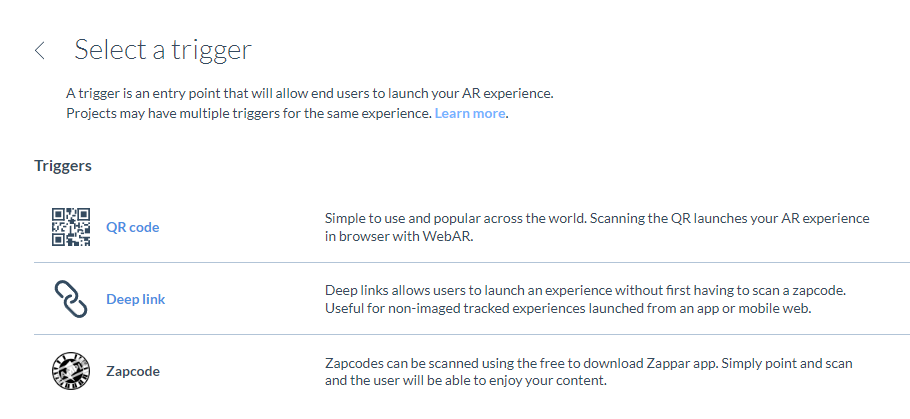 Select a trigger
A trigger is an entry point that will allow end users to launch your AR experience.
Projects may have multiple triggers for the same experience. Learn more.
Triggers
QR code
Simple to use and popular across the world. Scanning the QR launches your AR experience
in browser with WebAR.
Deep link
Deep links allows users to launch an experience without first having to scan a zapcode.
Useful for non-imaged tracked experiences launched from an app or mobile web.
Zapcode
Zapcodes can be scanned using the free to download Zappar app. Simply point and scan
and the user will be able to enjoy your content.